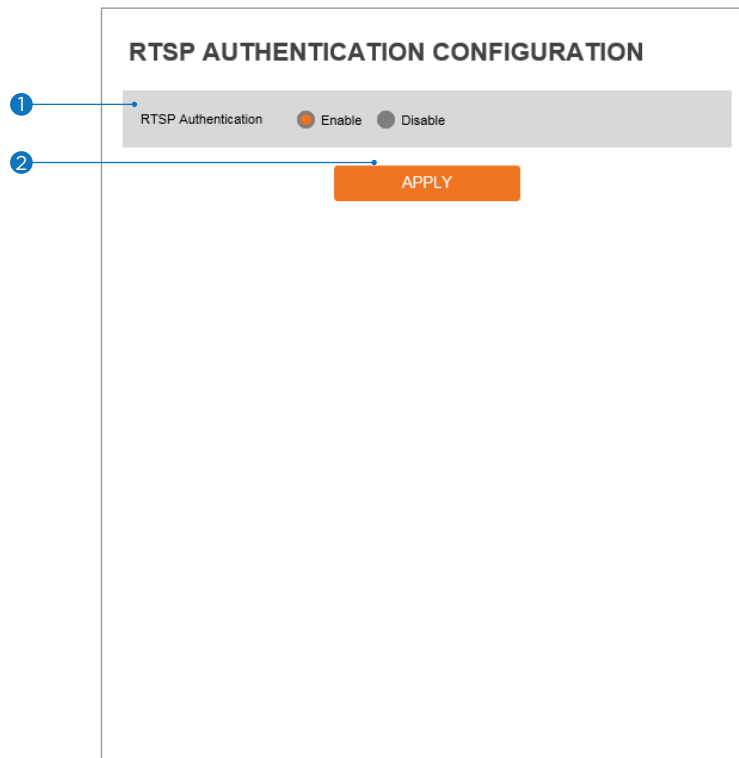 RTSP AUTHENTICATION CONFIGURATION
1
RTSP Authentication Enable Disable
2
APPLY